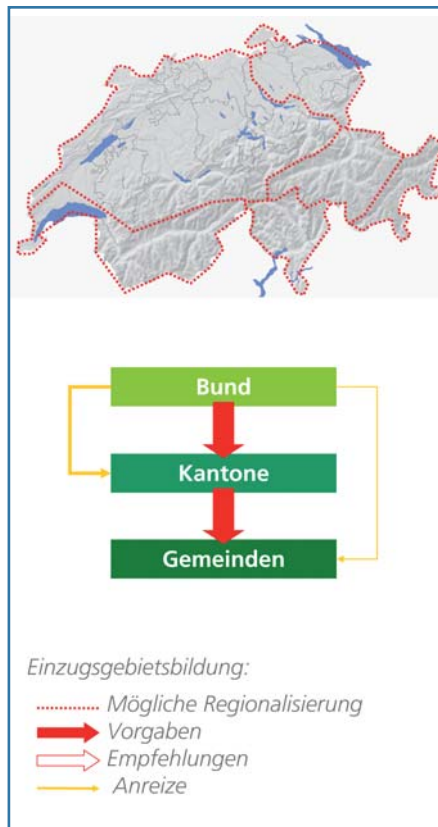 Bund
Kantone
Gemeinden
Einzugsgebietsbildung:
Mögliche Regionalisierung
Vorgaben
Empfehlungen
Anreize